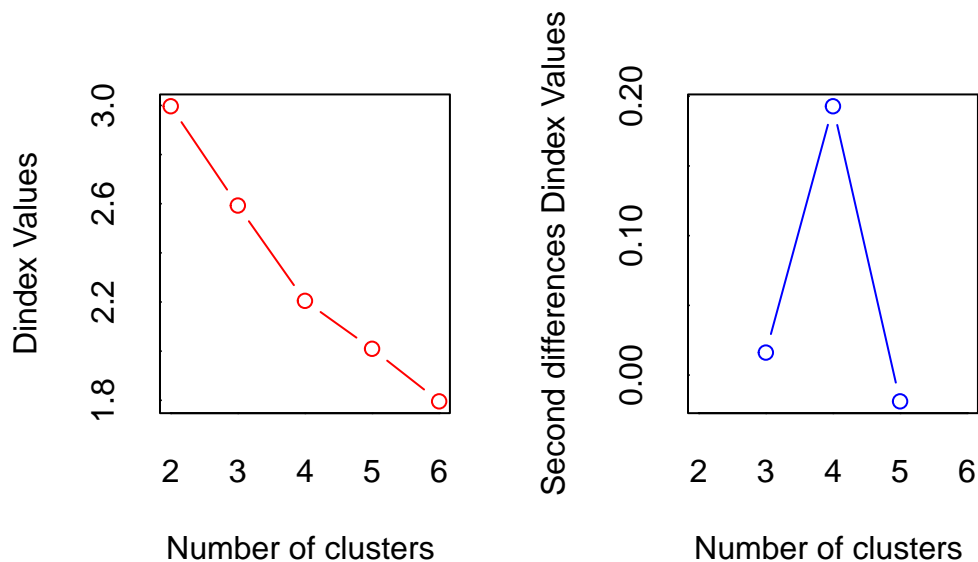 Dindex Values
3.0
2.6
2.2
1.8
2 3 4 5 6
Number of clusters
Second differences Dindex Values
0.20
0.10
0.00
2 3 4 5 6
Number of clusters